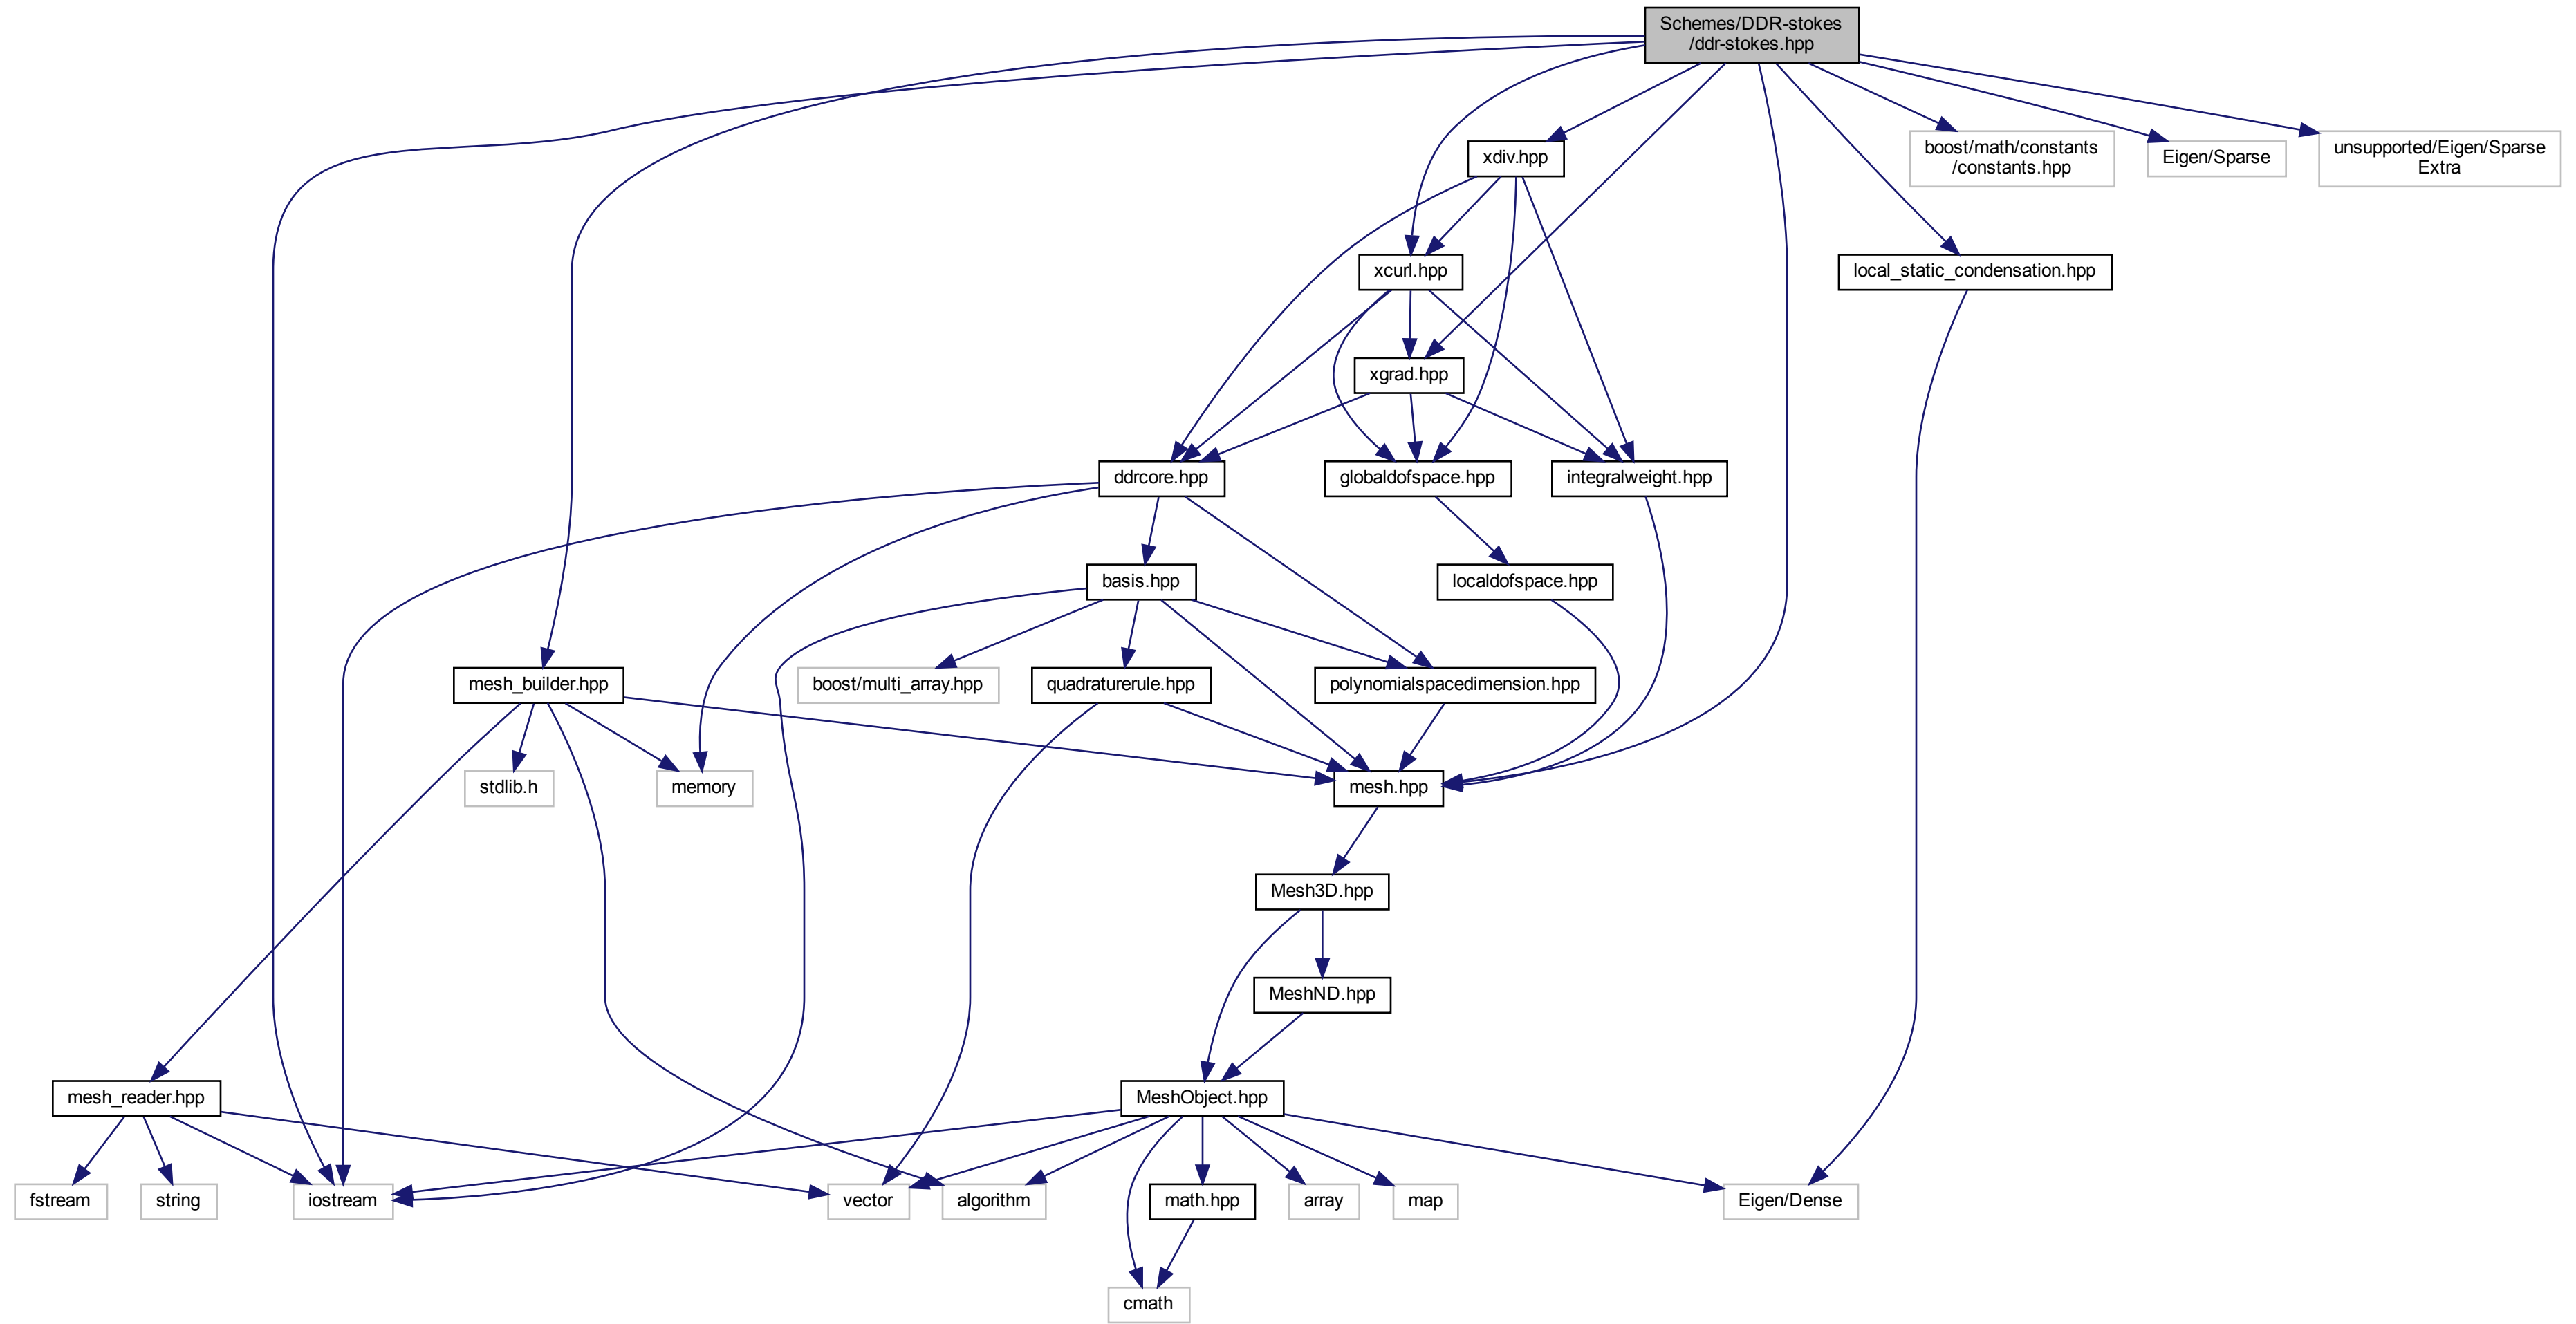 Schemes/DDR-stokes
/ddr-stokes.hpp
xdiv.hpp
boost/math/constants
/constants.hpp
Eigen/Sparse
unsupported/Eigen/Sparse
Extra
xcurl.hpp
local_static_condensation.hpp
xgrad.hpp
ddrcore.hpp
globaldofspace.hpp
integralweight.hpp
basis.hpp
localdofspace.hpp
mesh_builder.hpp
boost/multi_array.hpp
quadraturerule.hpp
polynomialspacedimension.hpp
stdlib.h
memory
mesh.hpp
Mesh3D.hpp
MeshND.hpp
mesh_reader.hpp
MeshObject.hpp
fstream
string
iostream
vector
algorithm
math.hpp
array
map
Eigen/Dense
cmath